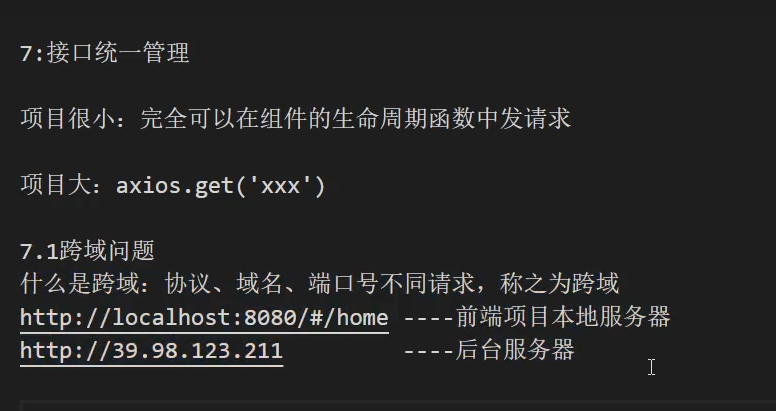 7:接口统一管理
项目很小：完全可以在组件的生命周期函数中发请求
项目大：axios.get('xxx')
7.1跨域问题
什么是跨域：协议、域名、端口号不同请求，称之为跨域
http://localhost:8080/#/home ----前端项目本地服务器
http://39.98.123.211 ----后台服务器